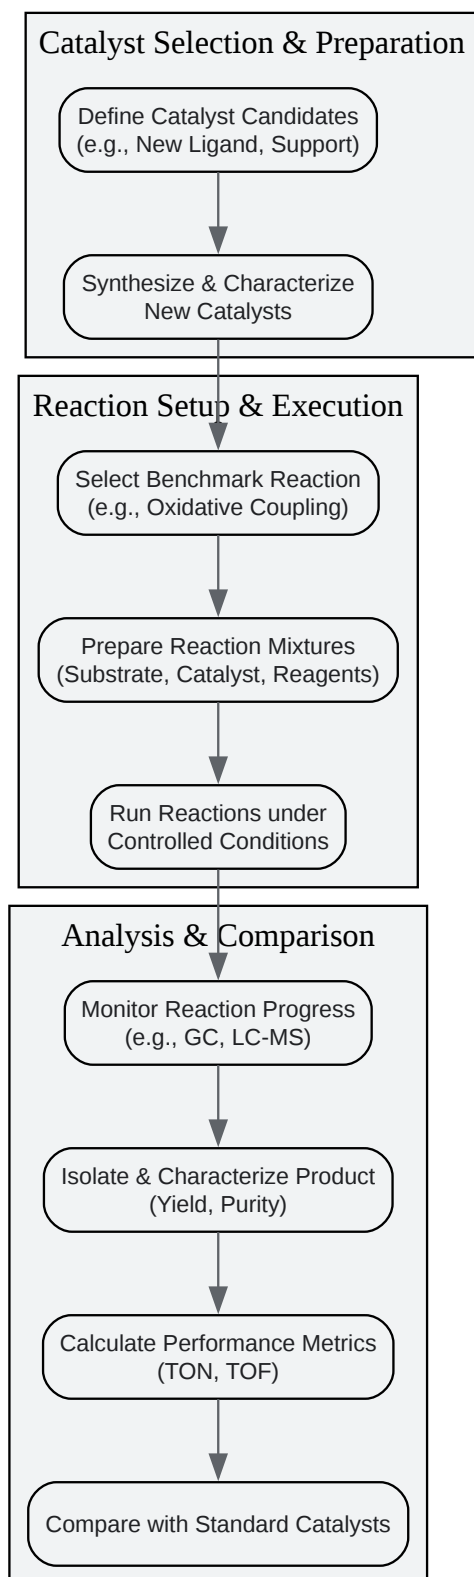 Catalyst Selection & Preparation
Define Catalyst Candidates
(e.g., New Ligand, Support)
Synthesize & Characterize
New Catalysts
Reaction Setup & Execution
Select Benchmark Reaction
(e.g., Oxidative Coupling)
Prepare Reaction Mixtures
(Substrate, Catalyst, Reagents)
Run Reactions under
Controlled Conditions
Analysis & Comparison
Monitor Reaction Progress
(e.g., GC, LC-MS)
Isolate & Characterize Product
(Yield, Purity)
Calculate Performance Metrics
(TON, TOF)
Compare with Standard Catalysts